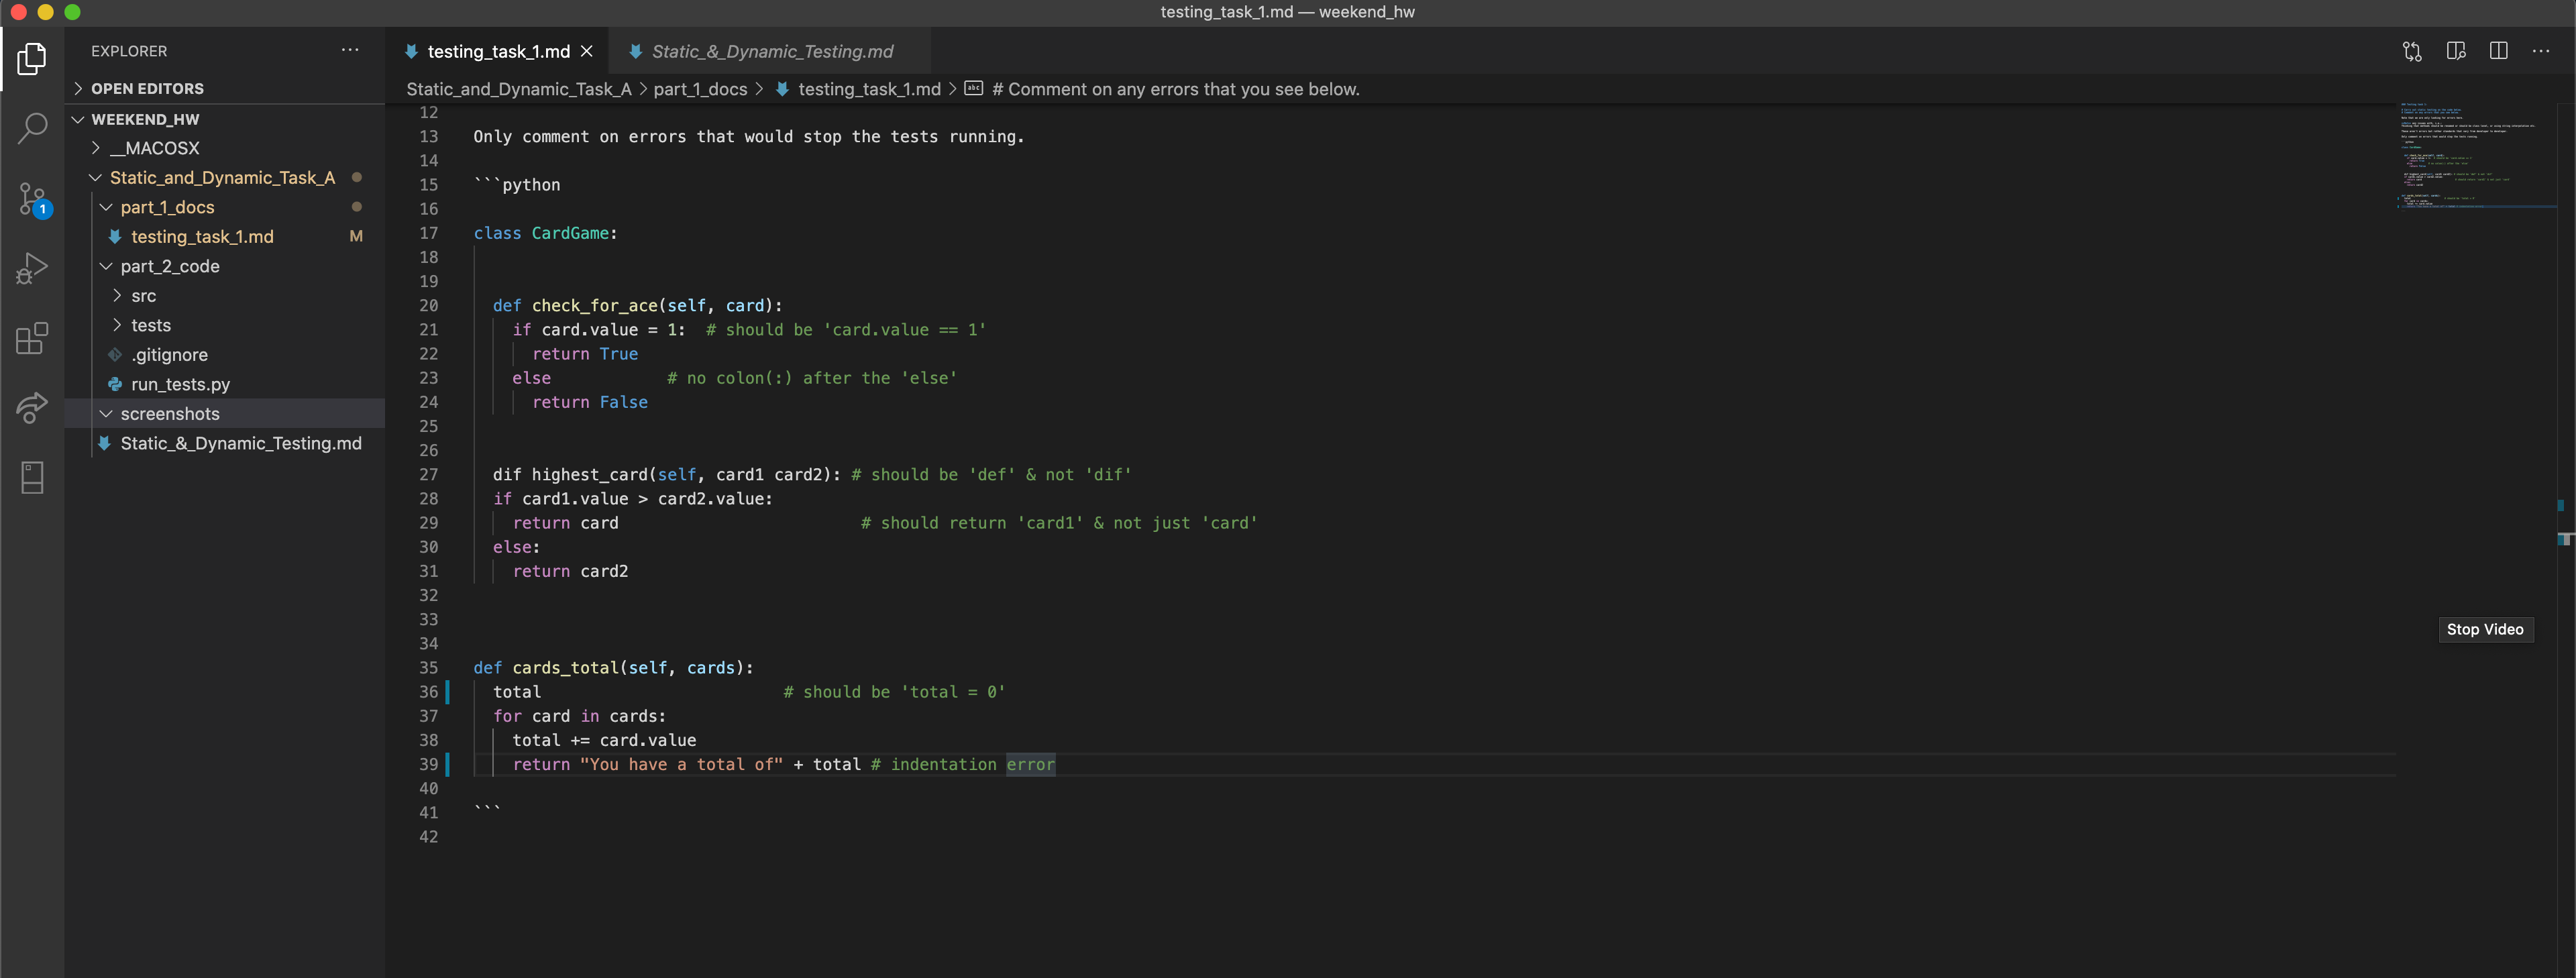 testing_task_1.md — weekend_hw
EXPLORER
OPEN EDITORS
WEEKEND_HW
__MACOSX
Static_and_Dynamic_Task_A
part_1_docs
testing_task_1.md M
part_2_code
src
tests
.gitignore
run_tests.py
screenshots
Static_&_Dynamic_Testing.md
1
testing_task_1.md
Static_&_Dynamic_Testing.md
Static_and_Dynamic_Task_A > part_1_docs > testing_task_1.md > abc # Comment on any errors that you see below.
12
13 Only comment on errors that would stop the tests running.
14
15 ```python
16
17 class CardGame:
18
19
20 def check_for_ace(self, card):
21 if card.value = 1: # should be 'card.value == 1'
22 return True
23 else # no colon(:) after the 'else'
24 return False
25
26
27 dif highest_card(self, card1 card2): # should be 'def' & not 'dif'
28 if card1.value > card2.value:
29 return card # should return 'card1' & not just 'card'
30 else:
31 return card2
32
33
34
35 def cards_total(self, cards):
36 total # should be 'total = 0'
37 for card in cards:
38 total += card.value
39 return "You have a total of" + total # indentation error
40
41 ```
42
Stop Video